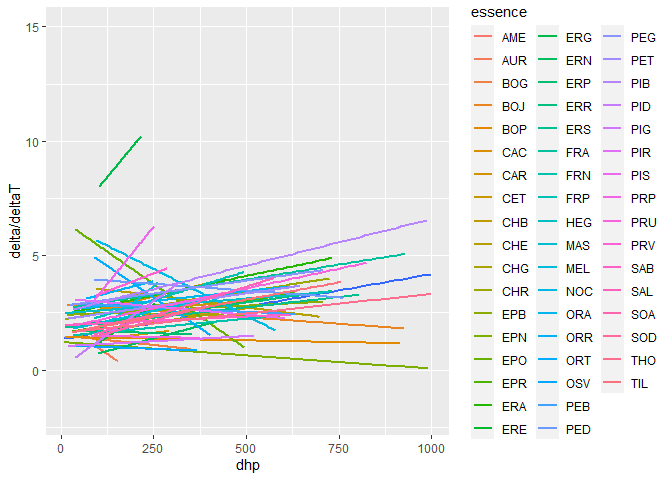 essence
AME ERG PEG
AUR ERN PET
BOG ERP PIB
BOJ ERR PID
BOP ERS PIG
CAC FRA PIR
CAR FRN PIS
CET FRP PRP
CHB HEG PRU
CHE MAS PRV
CHG MEL SAB
CHR NOC SAL
EPB ORA SOA
EPN ORR SOD
EPO ORT THO
EPR OSV TIL
ERA PEB
ERE PED
15
10
5
0
delta/deltaT
0 250 500 750 1000
dhp